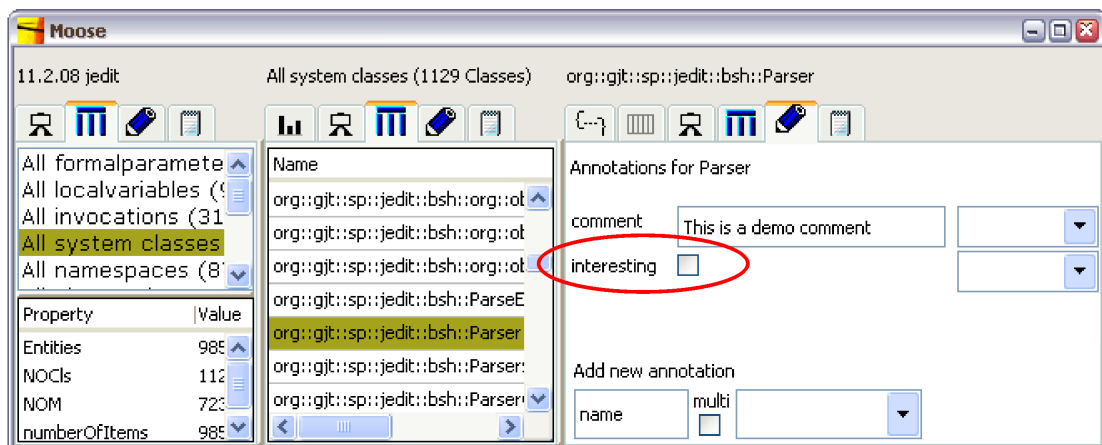 Moose
11.2.08 jedit
All system classes (1129 Classes)
org::gjt::sp::jedit::bsh::Parser
All formalparamete
All localvariables (9
All invocations (31
All system classes
All namespaces (8
Property Value
Entities 985
NOCls 112
NOM 723
numberOfItems 985
Name
org::gjt::sp::jedit::bsh::org::ob
org::gjt::sp::jedit::bsh::org::ob
org::gjt::sp::jedit::bsh::org::ob
org::gjt::sp::jedit::bsh::ParseE
org::gjt::sp::jedit::bsh::Parser
org::gjt::sp::jedit::bsh::Parser
org::gjt::sp::jedit::bsh::Parser
Annotations for Parser
comment This is a demo comment
interesting
Add new annotation
name multi